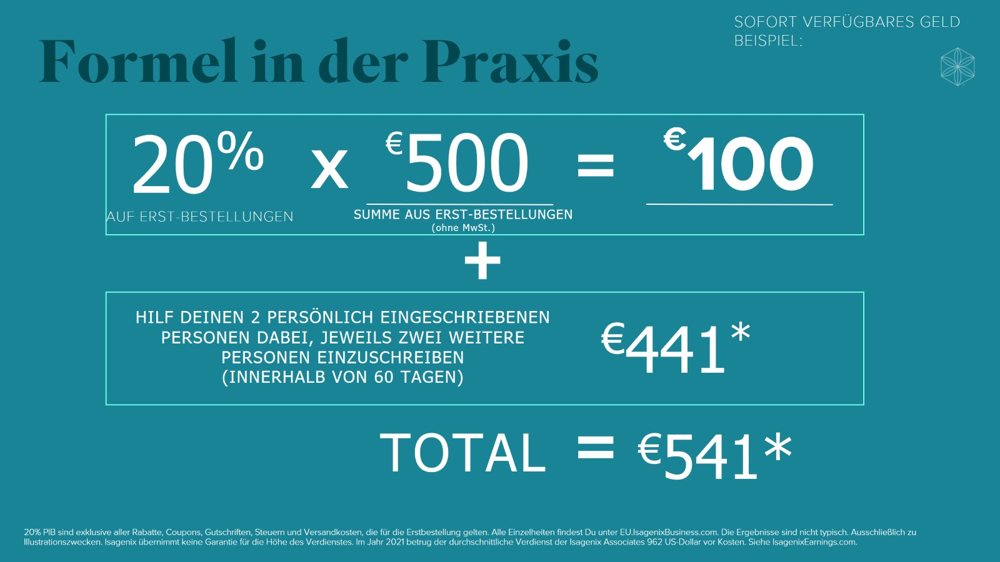 SOFORT VERFÜGBARES GELD
BEISPIEL:
Formel in der Praxis
20% x €500 = €100
AUF ERST-BESTELLUNGEN
SUMME AUS ERST-BESTELLUNGEN
(ohne MwSt.)
+
HILF DEINEN 2 PERSÖNLICH EINGESCHRIEBENEN
PERSONEN DABEI, JEWEILS ZWEI WEITERE
PERSONEN EINZUSCHREIBEN
(INNERHALB VON 60 TAGEN)
€441*
TOTAL = €541*
20% PIB sind exklusive aller Rabatte, Coupons, Gutschriften, Steuern und Versandkosten, die für die Erstbestellung gelten. Alle Einzelheiten findest Du unter EU.IsagenixBusiness.com. Die Ergebnisse sind nicht typisch. Ausschließlich zu
Illustrationszwecken. Isagenix übernimmt keine Garantie für die Höhe des Verdienstes. Im Jahr 2021 betrug der durchschnittliche Verdienst der Isagenix Associates 962 US-Dollar vor Kosten. Siehe IsagenixEarnings.com.